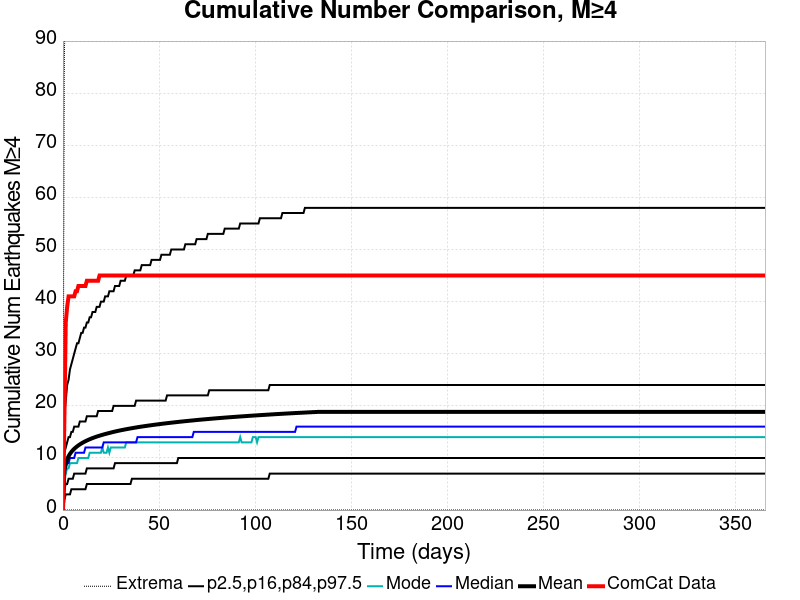 Cumulative Number Comparison, M≥4
Cumulative Num Earthquakes M≥4
90
80
70
60
50
40
30
20
10
0
0 50 100 150 200 250 300 350
Time (days)
Extrema p2.5,p16,p84,p97.5 Mode Median Mean ComCat Data